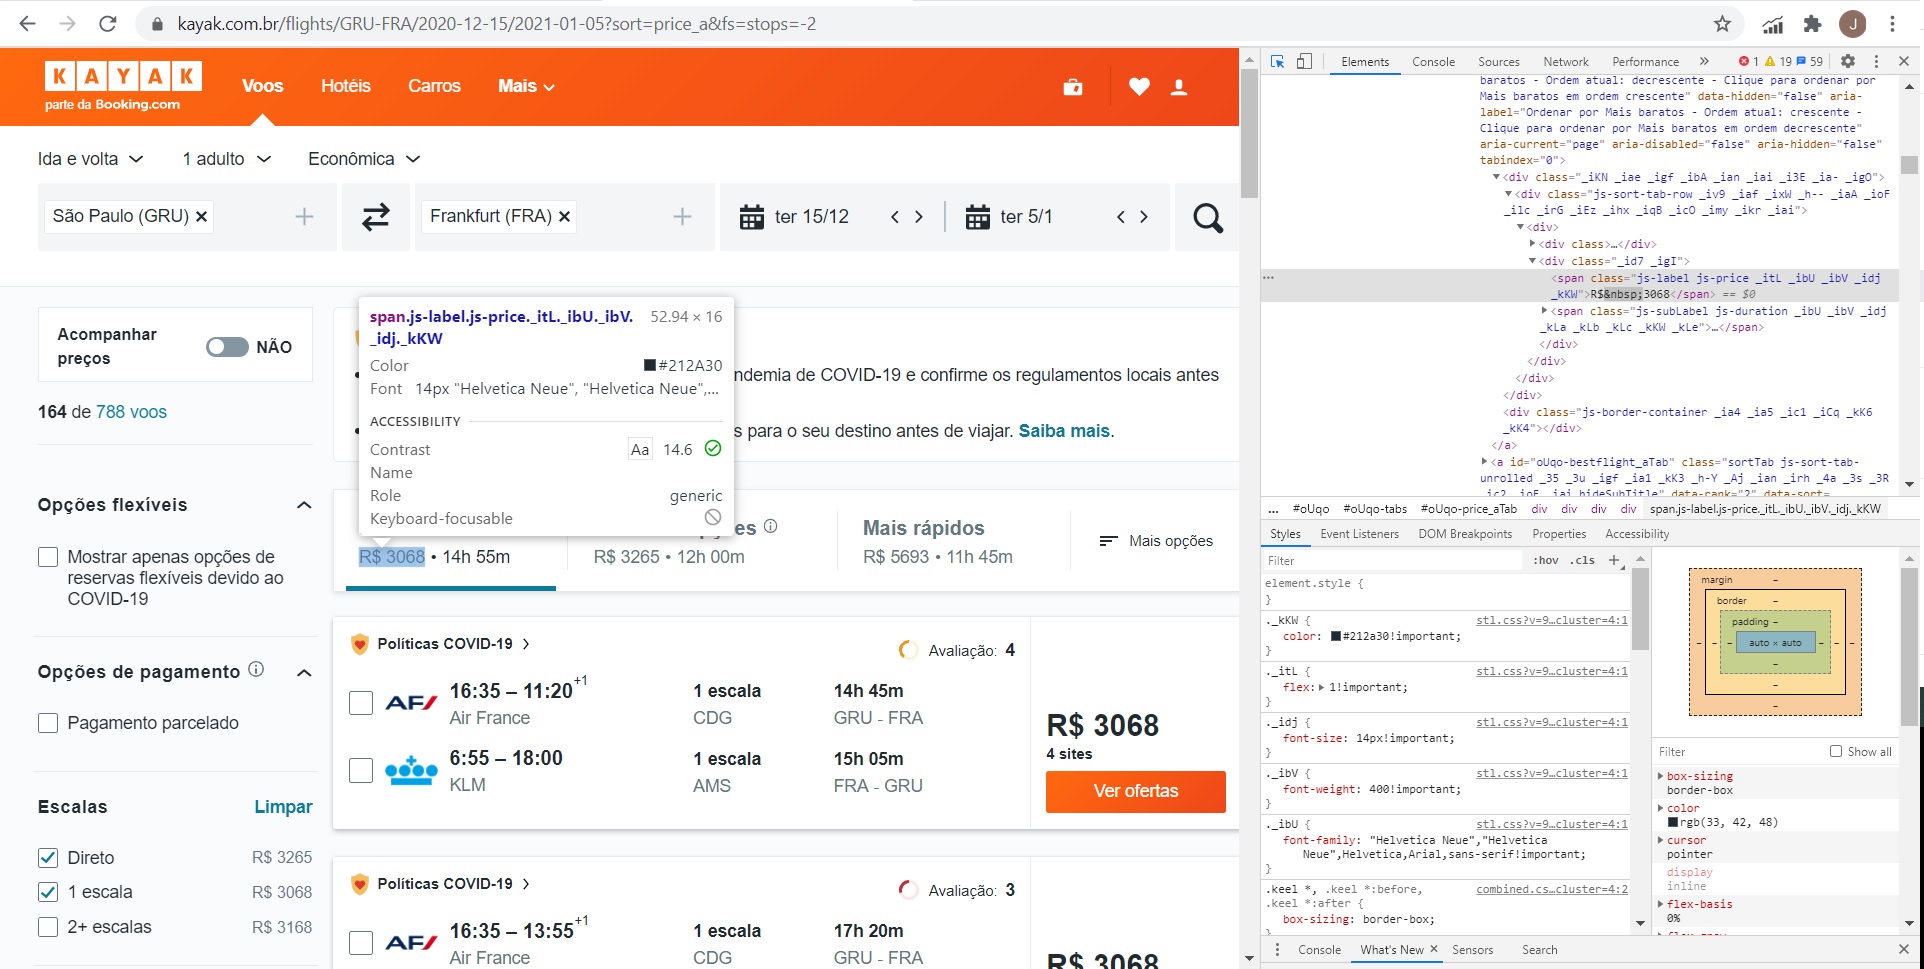 kayak.com.br/flights/GRU-FRA/2020-12-15/2021-01-05?sort=price_a&fs=stops=-2
J
KAYAK
parte da Booking.com
Voos
Hotéis
Carros
Mais
Ida e volta
1 adulto
Econômica
São Paulo (GRU)
Frankfurt (FRA)
ter 15/12
ter 5/1
Acompanhar
preços
NÃO
164 de 788 voos
Opções flexíveis
Mostrar apenas opções de
reservas flexíveis devido ao
COVID-19
Opções de pagamento
Pagamento parcelado
Escalas
Limpar
Direto R$ 3265
1 escala R$ 3068
2+ escalas R$ 3168
span.js-label.js-price._itL._ibU._ibV.
_idj._kKW
52.94 × 16
Color #212A30
Font 14px "Helvetica Neue", "Helvetica Neue",...
ACCESSIBILITY
Contrast Aa 14.6
Name
Role generic
Keyboard-focusable
ndemia de COVID-19 e confirme os regulamentos locais antes
s para o seu destino antes de viajar. Saiba mais.
R$ 3068 • 14h 55m
ões
R$ 3265 • 12h 00m
Mais rápidos
R$ 5693 • 11h 45m
Mais opções
Políticas COVID-19
Avaliação: 4
16:35 – 11:20+1
Air France
1 escala
CDG
14h 45m
GRU - FRA
6:55 – 18:00
KLM
1 escala
AMS
15h 05m
FRA - GRU
R$ 3068
4 sites
Ver ofertas
Políticas COVID-19
Avaliação: 3
16:35 – 13:55+1
Air France
1 escala
CDG
17h 20m
GRU - FRA
R$ 3068
Elements Console Sources Network Performance » 1 19 59
baratos - Ordem atual: decrescente - Clique para ordenar por
Mais baratos em ordem crescente" data-hidden="false" aria-
label="Ordenar por Mais baratos - Ordem atual: crescente -
Clique para ordenar por Mais baratos em ordem decrescente"
aria-current="page" aria-disabled="false" aria-hidden="false"
tabindex="0">
<div class="_iKN _iae _igf _ibA _ian _iai _i3E _ia- _igO">
<div class="js-sort-tab-row _iv9 _iaf _ixW _h-- _iaA _ioF
_ilc _irG _iEz _ihx _iqB _icO _imy _ikr _iai">
<div>
<div class>…</div>
<div class="_id7 _igI">
<span class="js-label js-price _itL _ibU _ibV _idj
_kKW">R$&nbsp;3068</span> == $0
<span class="js-subLabel js-duration _ibU _ibV _idj
_kLa _kLb _kLc _kKW _kLe">…</span>
</div>
</div>
</div>
</div>
<div class="js-border-container _ia4 _ia5 _ic1 _iCq _kK6
_kK4"></div>
</a>
<a id="oUqo-bestflight_aTab" class="sortTab js-sort-tab-
unrolled _35 _3u _igf _ia1 _kK3 _h-Y _Aj _ian _irh _4a _3s _3R
_ic2 _ioF _iai hideSubTitle" data-rank="2" data-sort=
... #oUqo #oUqo-tabs #oUqo-price_aTab div div div div span.js-label.js-price._itL._ibU._ibV._idj._kKW
Styles Event Listeners DOM Breakpoints Properties Accessibility
Filter :hov .cls +
element.style {
}
._kKW { stl.css?v=9…cluster=4:1
color: #212a30!important;
}
._itL { stl.css?v=9…cluster=4:1
flex: 1!important;
}
._idj { stl.css?v=9…cluster=4:1
font-size: 14px!important;
}
._ibV { stl.css?v=9…cluster=4:1
font-weight: 400!important;
}
._ibU { stl.css?v=9…cluster=4:1
font-family: "Helvetica Neue","Helvetica
Neue",Helvetica,Arial,sans-serif!important;
}
.keel *, .keel *:before, combined.cs…cluster=4:2
.keel *:after {
box-sizing: border-box;
margin –
border –
padding –
auto × auto
Filter Show all
box-sizing
border-box
color
rgb(33, 42, 48)
cursor
pointer
display
inline
flex-basis
0%
Console What's New Sensors Search